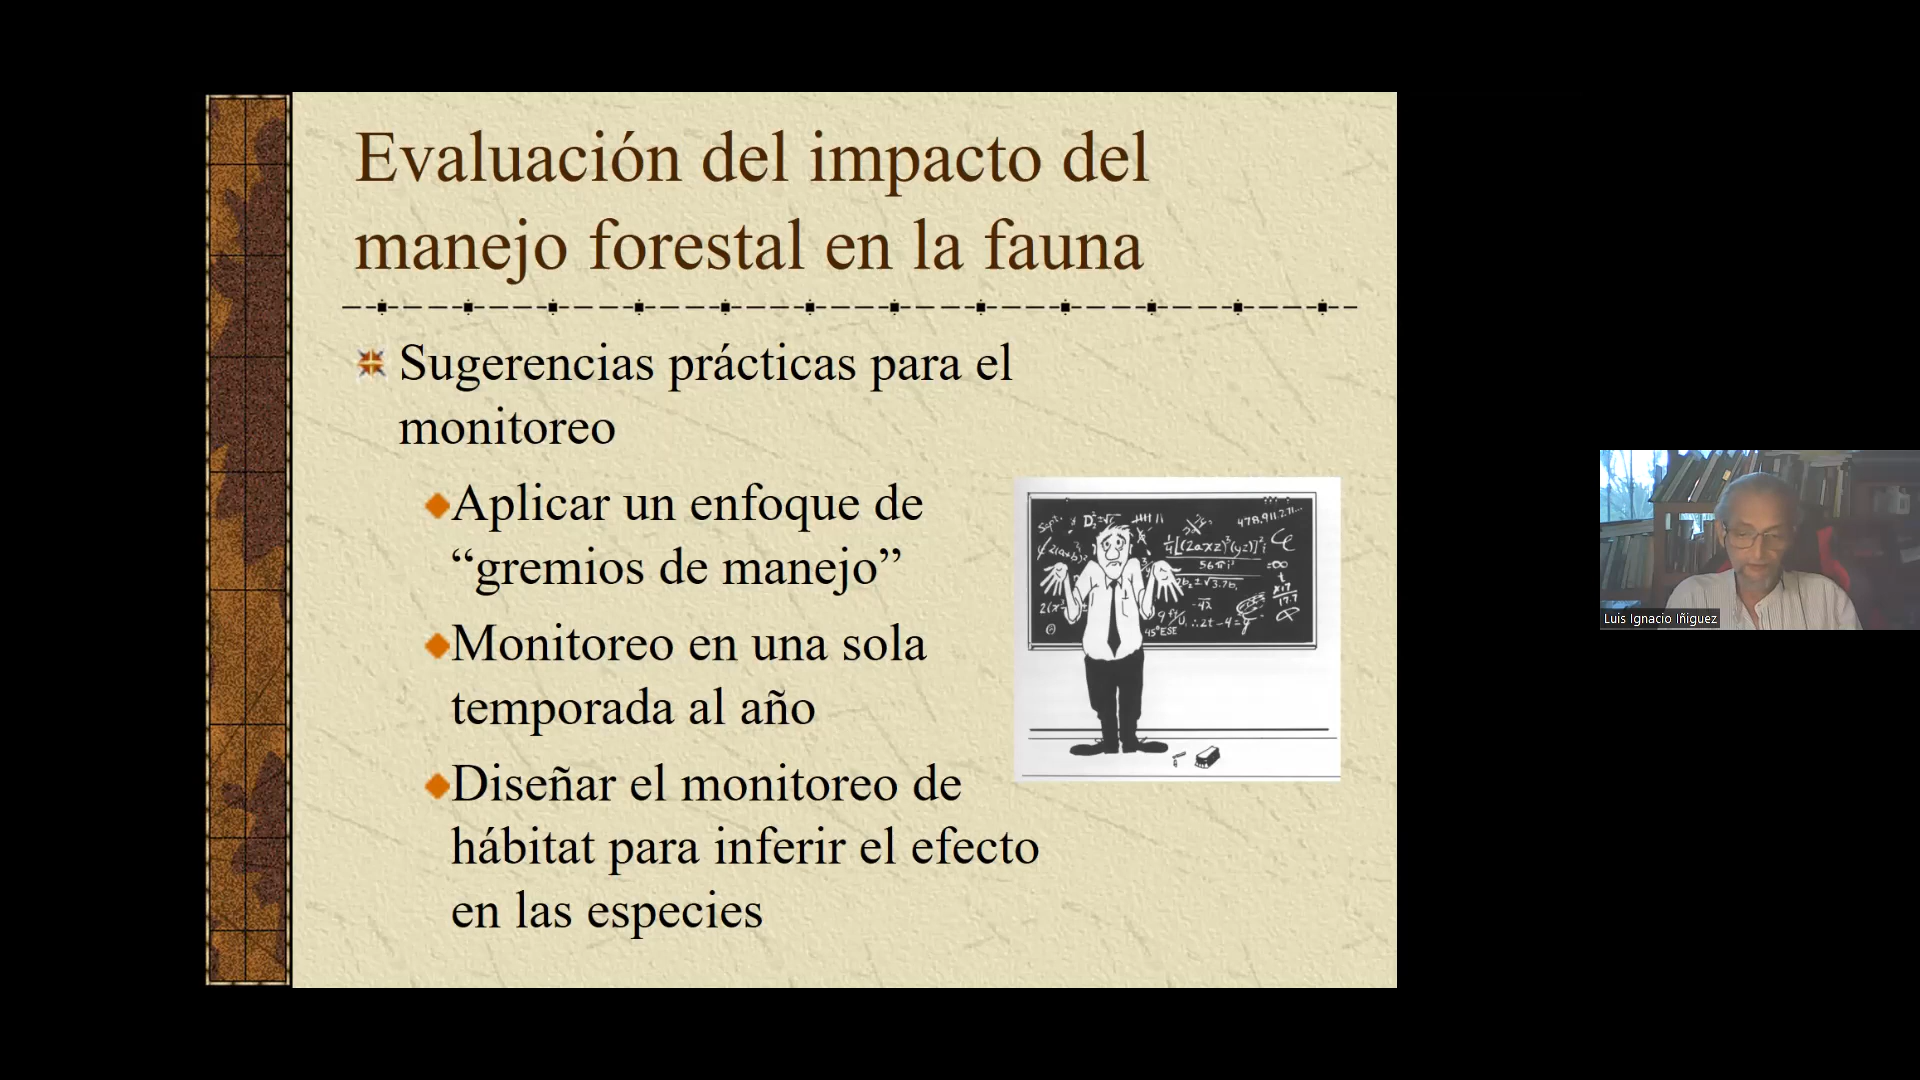 Evaluación del impacto del
manejo forestal en la fauna
Sugerencias prácticas para el
monitoreo
Aplicar un enfoque de
“gremios de manejo”
Monitoreo en una sola
temporada al año
Diseñar el monitoreo de
hábitat para inferir el efecto
en las especies
Luis Ignacio Iñiguez